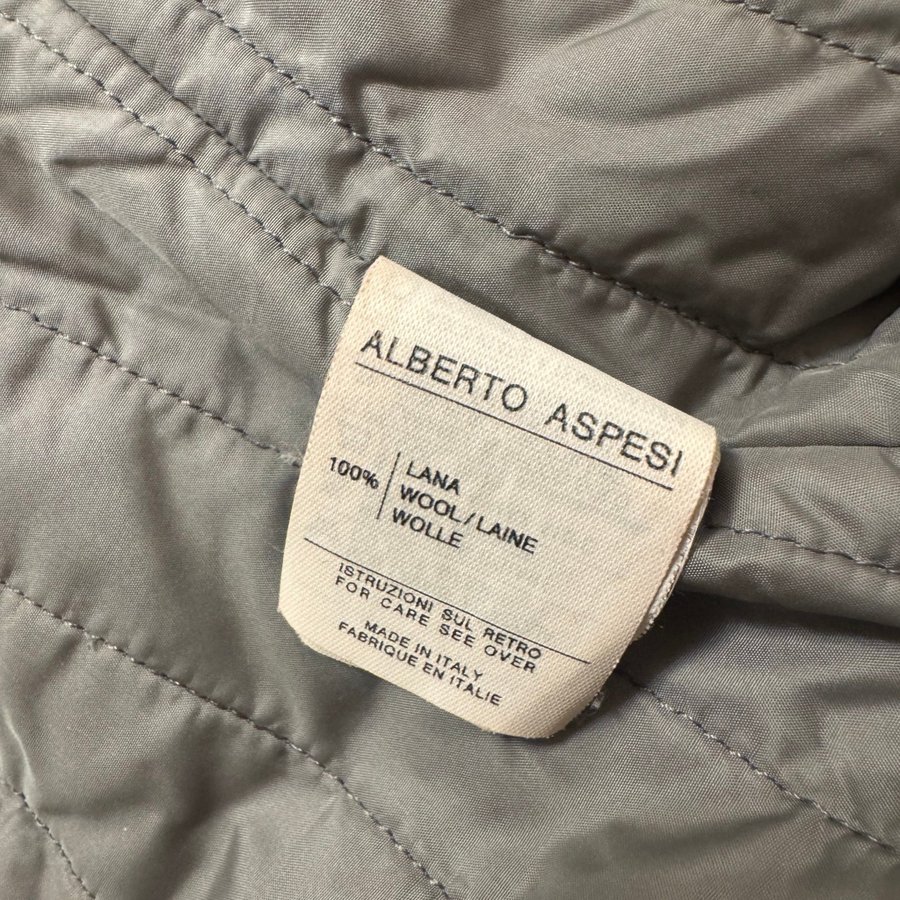 ALBERTO ASPESI
100%
LANA
WOOL/LAINE
WOLLE
ISTRUZIONI SUL RETRO
FOR CARE SEE OVER
MADE IN ITALY
FABRIQUE EN ITALIE